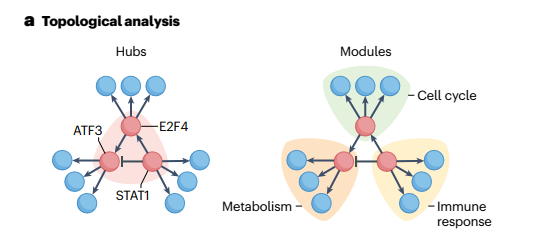 a Topological analysis
Hubs
Modules
Cell cycle
ATF3
E2F4
STAT1
Metabolism
Immune
response